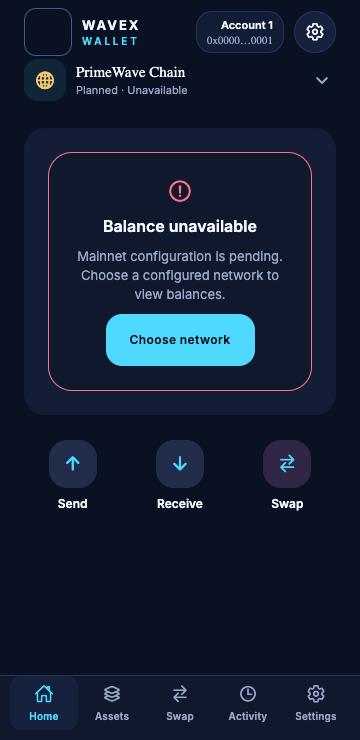 WAVEX
WALLET
Account 1
0x0000...0001
PrimeWave Chain
Planned · Unavailable
Balance unavailable
Mainnet configuration is pending.
Choose a configured network to
view balances.
Choose network
Send
Receive
Swap
Home
Assets
Swap
Activity
Settings